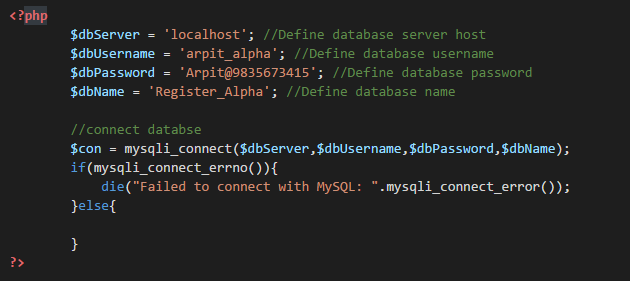 <?php
$dbServer = 'localhost'; //Define database server host
$dbUsername = 'arpit_alpha'; //Define database username
$dbPassword = 'Arpit@9835673415'; //Define database password
$dbName = 'Register_Alpha'; //Define database name
//connect databse
$con = mysqli_connect($dbServer,$dbUsername,$dbPassword,$dbName);
if(mysqli_connect_errno()){
die("Failed to connect with MySQL: ".mysqli_connect_error());
}else{
}
?>